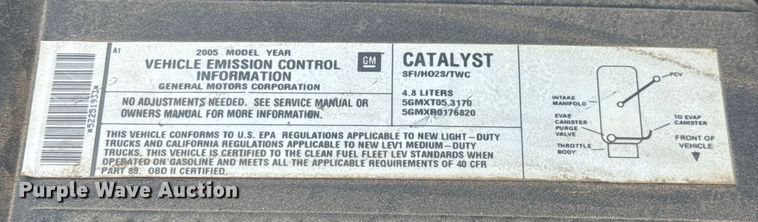 A1
2005 MODEL YEAR
VEHICLE EMISSION CONTROL
INFORMATION
GENERAL MOTORS CORPORATION
GM
CATALYST
SFI/HO2S/TWC
NO ADJUSTMENTS NEEDED. SEE SERVICE MANUAL OR
OWNERS MANUAL FOR MORE INFORMATION.
4.8 LITERS
5GMXT05.3170
5GMXR0176820
THIS VEHICLE CONFORMS TO U.S. EPA REGULATIONS APPLICABLE TO NEW LIGHT-DUTY
TRUCKS AND CALIFORNIA REGULATIONS APPLICABLE TO NEW LEV1 MEDIUM-DUTY
TRUCKS. THIS VEHICLE IS CERTIFIED TO THE CLEAN FUEL FLEET LEV STANDARDS WHEN
OPERATED ON GASOLINE AND MEETS ALL THE APPLICABLE REQUIREMENTS OF 40 CFR
PART 88. OBD II CERTIFIED.
PCV
INTAKE
MANIFOLD
EVAP
CANISTER
PURGE
VALVE
THROTTLE
BODY
TO EVAP
CANISTER
FRONT OF
VEHICLE
52251933
Purple Wave Auction